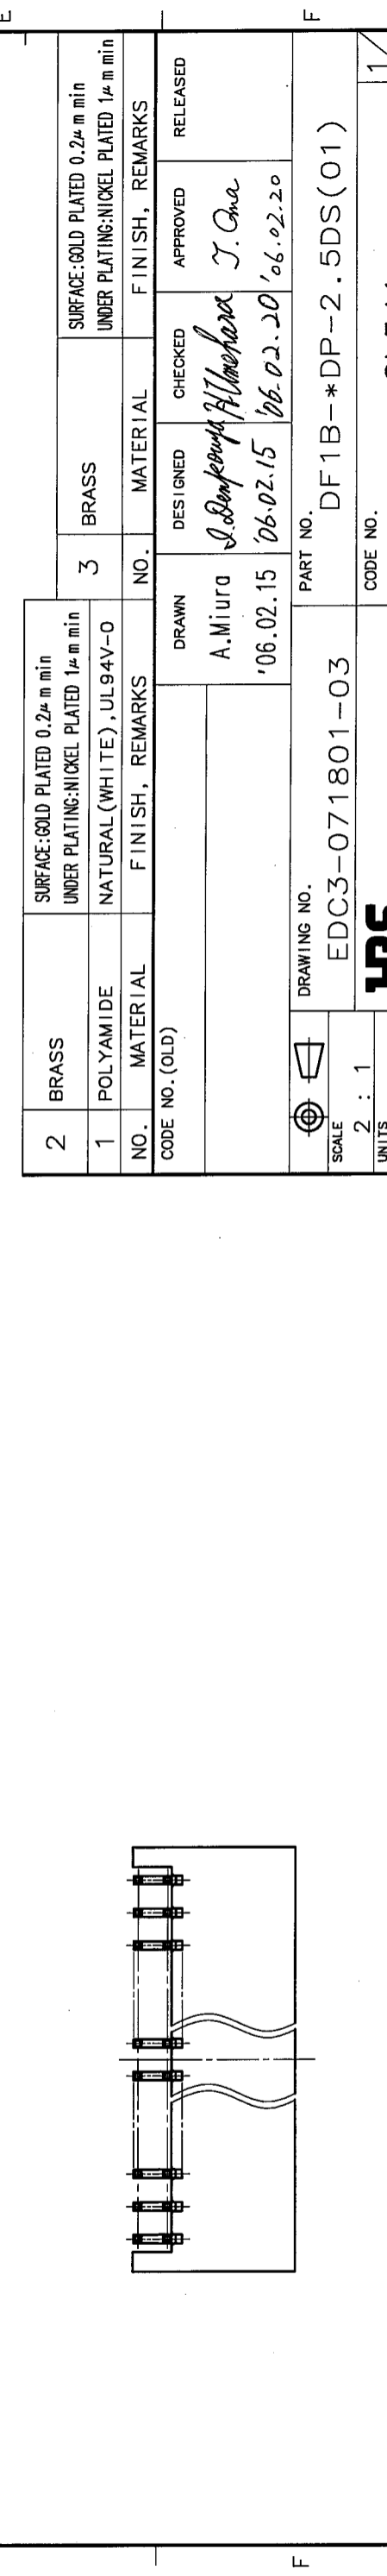 E
2 BRASS SURFACE:GOLD PLATED 0.2μm min
UNDER PLATING:NICKEL PLATED 1μm min
1 POLYAMIDE NATURAL(WHITE),UL94V-0
NO. MATERIAL FINISH, REMARKS
3 BRASS SURFACE:GOLD PLATED 0.2μm min
UNDER PLATING:NICKEL PLATED 1μm min
NO. MATERIAL FINISH, REMARKS
CODE NO.(OLD)
DRAWN DESIGNED CHECKED APPROVED RELEASED
A.Miura H.Umehara
'06.02.15 '06.02.15 '06.02.20 '06.02.20
F
SCALE
2 : 1
UNITS
DRAWING NO.
EDC3-071801-03
PART NO.
DF1B-*DP-2.5DS(01)
CODE NO.
1/
F